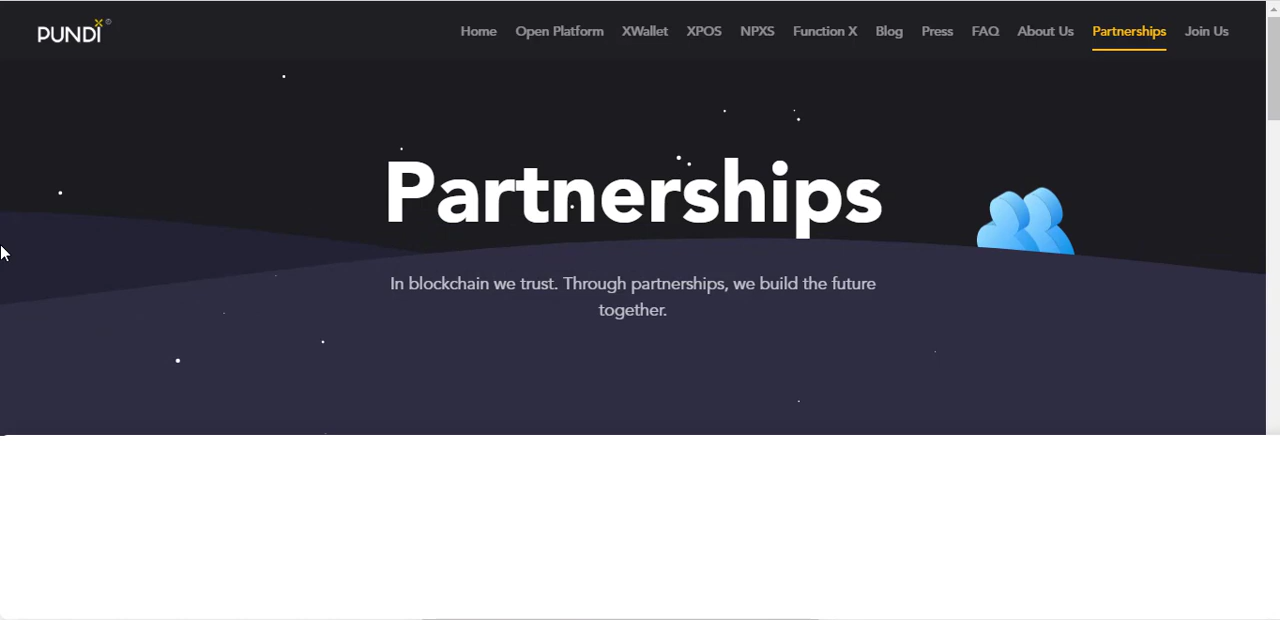 PUNDI X ®
Home Open Platform XWallet XPOS NPXS Function X Blog Press FAQ About Us Partnerships Join Us
Partnerships
In blockchain we trust. Through partnerships, we build the future
together.